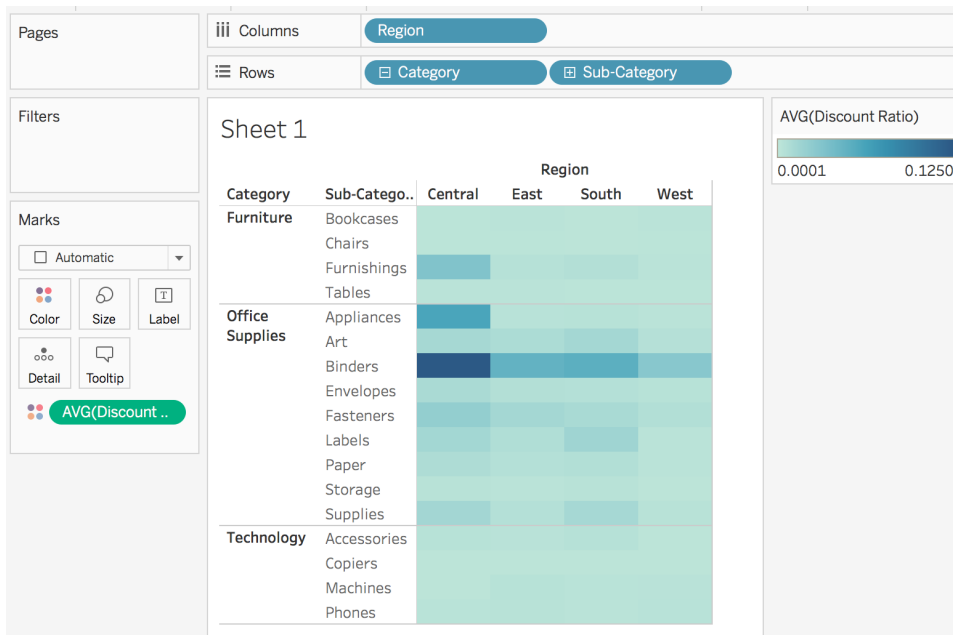 Pages
Columns
Region
Rows
Category
Sub-Category
Filters
Marks
Automatic
Color
Size
Label
T
Detail
Tooltip
AVG(Discount ..
Sheet 1
Region
Category Sub-Catego.. Central East South West
Furniture Bookcases
Chairs
Furnishings
Tables
Office Supplies Appliances
Art
Binders
Envelopes
Fasteners
Labels
Paper
Storage
Supplies
Technology Accessories
Copiers
Machines
Phones
AVG(Discount Ratio)
0.0001 0.1250